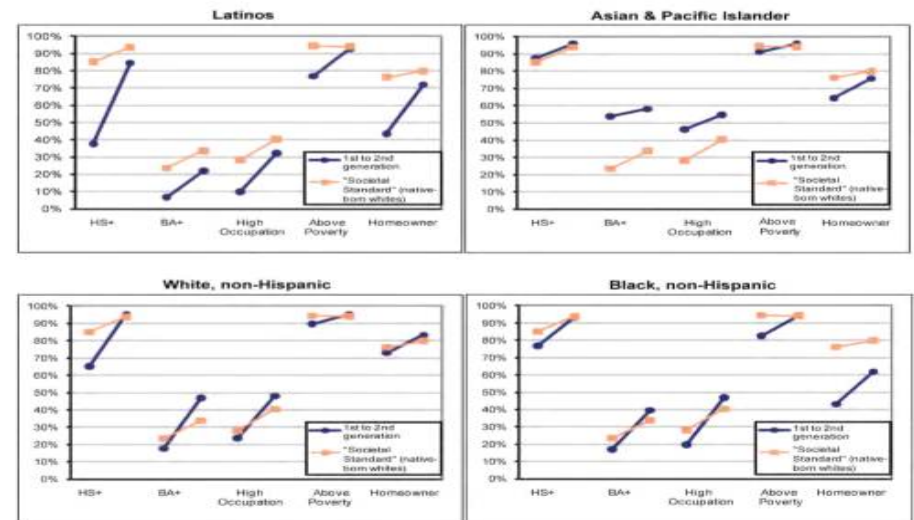 Latinos
100%
90%
80%
70%
60%
50%
40%
30%
20%
10%
0%
HS+
BA+
High
Occupation
Above
Poverty
Homeowner
1st to 2nd
generation
"Societal
Standard" (native-
born whites)
Asian & Pacific Islander
100%
90%
80%
70%
60%
50%
40%
30%
20%
10%
0%
HS+
BA+
High
Occupation
Above
Poverty
Homeowner
1st to 2nd
generation
"Societal
Standard" (native-
born whites)
White, non-Hispanic
100%
90%
80%
70%
60%
50%
40%
30%
20%
10%
0%
HS+
BA+
High
Occupation
Above
Poverty
Homeowner
1st to 2nd
generation
"Societal
Standard" (native-
born whites)
Black, non-Hispanic
100%
90%
80%
70%
60%
50%
40%
30%
20%
10%
0%
HS+
BA+
High
Occupation
Above
Poverty
Homeowner
1st to 2nd
generation
"Societal
Standard" (native-
born whites)